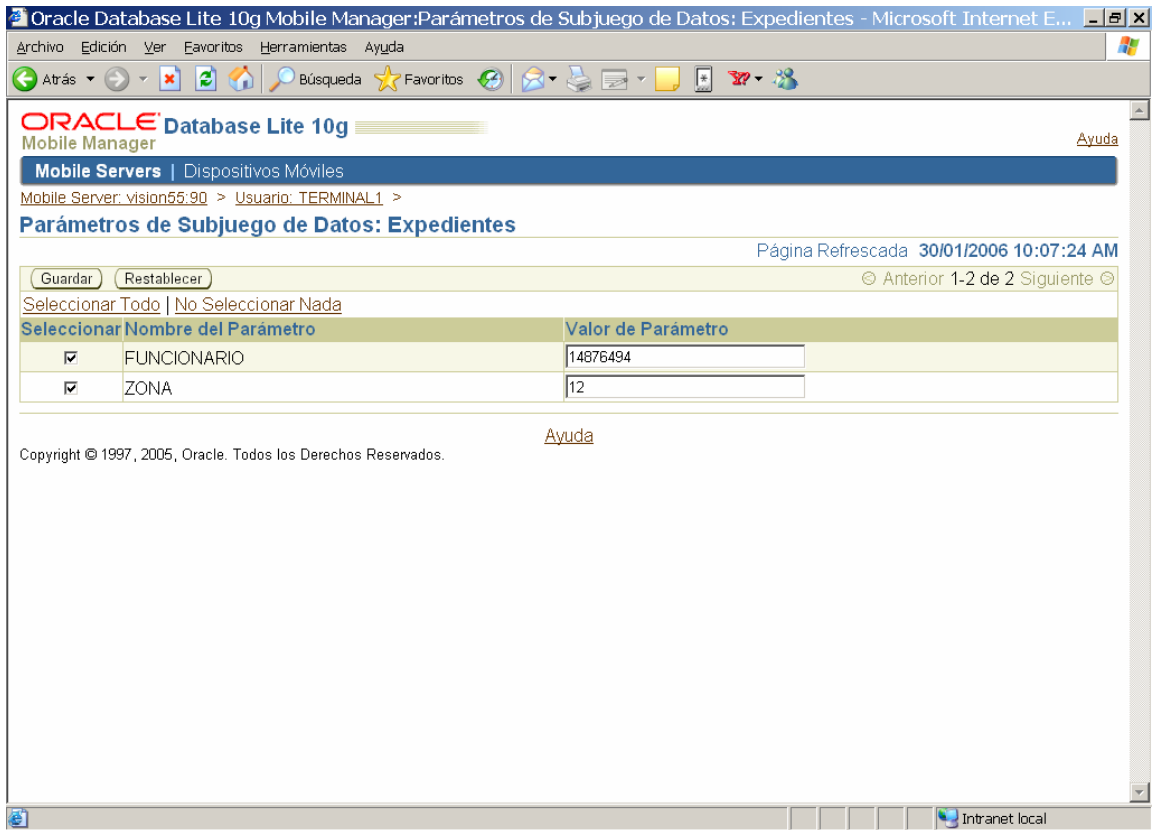 Oracle Database Lite 10g Mobile Manager:Parámetros de Subjuego de Datos: Expedientes - Microsoft Internet E...
Archivo Edición Ver Favoritos Herramientas Ayuda
Atrás Búsqueda Favoritos
ORACLE Database Lite 10g
Mobile Manager
Ayuda
Mobile Servers | Dispositivos Móviles
Mobile Server: vision55:90 > Usuario: TERMINAL1 >
Parámetros de Subjuego de Datos: Expedientes
Página Refrescada 30/01/2006 10:07:24 AM
Guardar Restablecer Anterior 1-2 de 2 Siguiente
Seleccionar Todo | No Seleccionar Nada
Seleccionar Nombre del Parámetro Valor de Parámetro
FUNCIONARIO 14876494
ZONA 12
Ayuda
Copyright © 1997, 2005, Oracle. Todos los Derechos Reservados.
Intranet local